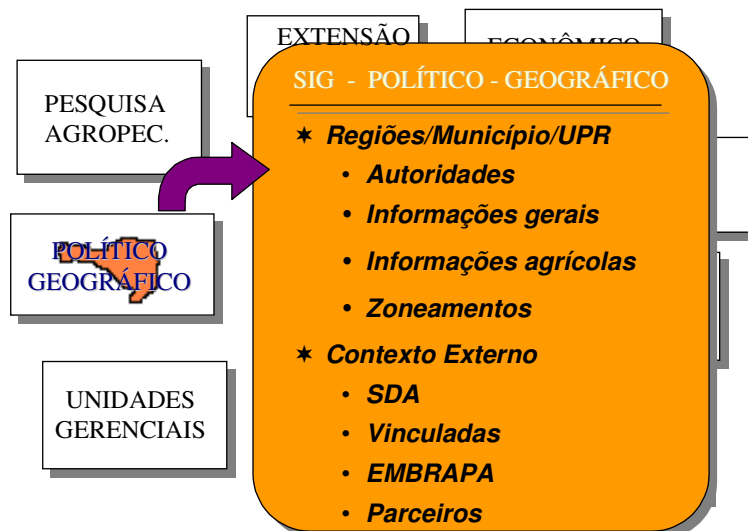 EXTENSÃO
PESQUISA
AGROPEC.
POLÍTICO
GEOGRÁFICO
UNIDADES
GERENCIAIS
SIG - POLÍTICO - GEOGRÁFICO
✶ Regiões/Município/UPR
• Autoridades
• Informações gerais
• Informações agrícolas
• Zoneamentos
✶ Contexto Externo
• SDA
• Vinculadas
• EMBRAPA
• Parceiros